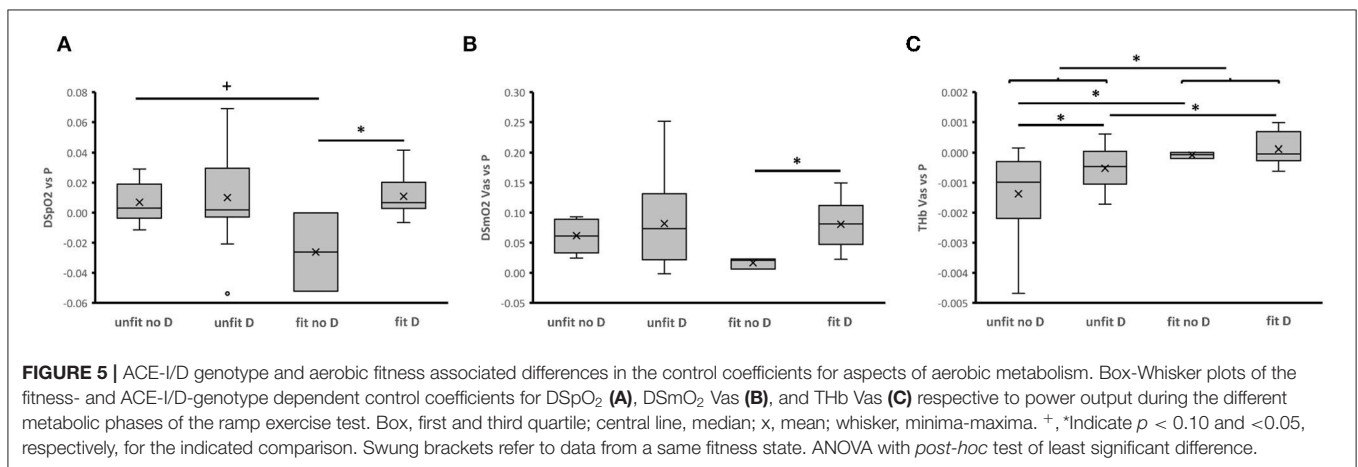 A
B
C
+
*
*
*
*
*
*
DSpO2 vs P
0.08
0.06
0.04
0.02
0.00
-0.02
-0.04
-0.06
unfit no D
unfit D
fit no D
fit D
DSmO2 Vas vs P
0.30
0.25
0.20
0.15
0.10
0.05
0.00
-0.05
unfit no D
unfit D
fit no D
fit D
THb Vas vs P
0.002
0.001
0.000
-0.001
-0.002
-0.003
-0.004
-0.005
unfit no D
unfit D
fit no D
fit D
FIGURE 5 | ACE-I/D genotype and aerobic fitness associated differences in the control coefficients for aspects of aerobic metabolism. Box-Whisker plots of the
fitness- and ACE-I/D-genotype dependent control coefficients for DSpO₂ (A), DSmO₂ Vas (B), and THb Vas (C) respective to power output during the different
metabolic phases of the ramp exercise test. Box, first and third quartile; central line, median; x, mean; whisker, minima-maxima. ⁺,*Indicate p < 0.10 and <0.05,
respectively, for the indicated comparison. Swung brackets refer to data from a same fitness state. ANOVA with post-hoc test of least significant difference.